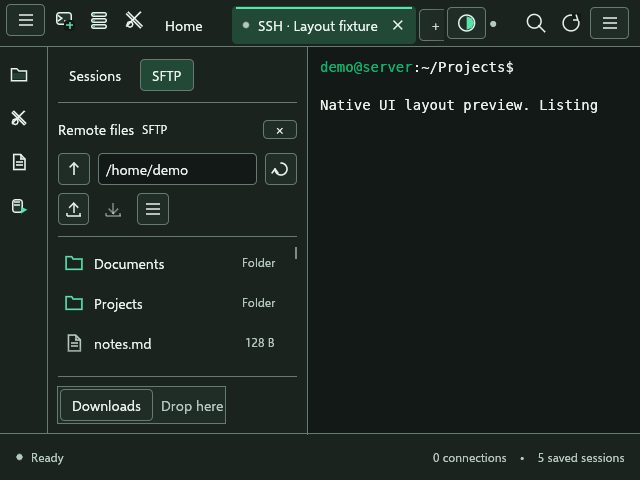 Home
SSH · Layout fixture
Sessions
SFTP
demo@server:~/Projects$
Native UI layout preview. Listing
Remote files SFTP
/home/demo
Documents Folder
Projects Folder
notes.md 128 B
Downloads Drop here
Ready
0 connections • 5 saved sessions